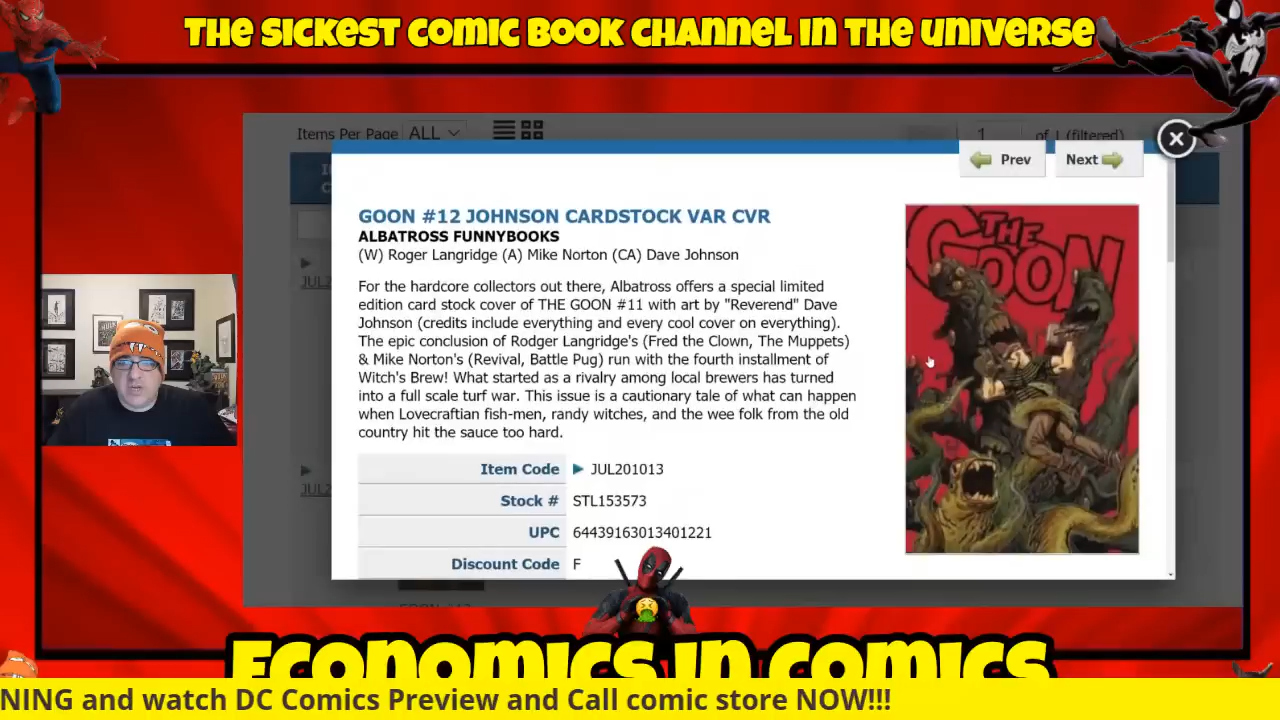 THE SICKEST COMIC BOOK CHANNEL IN THE UNIVERSE
Items Per Page ALL
1 of 1 (filtered)
Prev
Next
GOON #12 JOHNSON CARDSTOCK VAR CVR
ALBATROSS FUNNYBOOKS
(W) Roger Langridge (A) Mike Norton (CA) Dave Johnson
For the hardcore collectors out there, Albatross offers a special limited
edition card stock cover of THE GOON #11 with art by "Reverend" Dave
Johnson (credits include everything and every cool cover on everything).
The epic conclusion of Rodger Langridge's (Fred the Clown, The Muppets)
& Mike Norton's (Revival, Battle Pug) run with the fourth installment of
Witch's Brew! What started as a rivalry among local brewers has turned
into a full scale turf war. This issue is a cautionary tale of what can happen
when Lovecraftian fish-men, randy witches, and the wee folk from the old
country hit the sauce too hard.
Item Code JUL201013
Stock # STL153573
UPC 64439163013401221
Discount Code F
THE
GOON
ECONOMICS IN COMICS
NING and watch DC Comics Preview and Call comic store NOW!!!